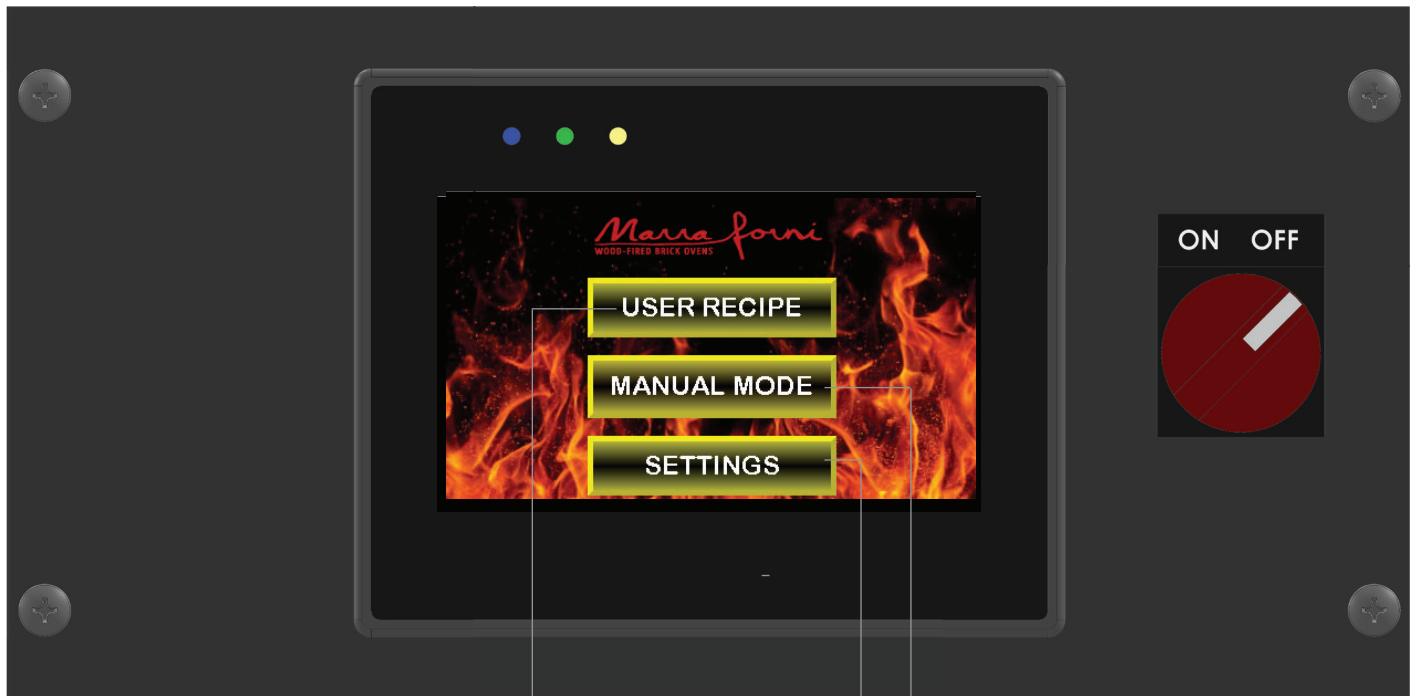 Marra forni
WOOD-FIRED BRICK OVENS
USER RECIPE
MANUAL MODE
SETTINGS
ON OFF